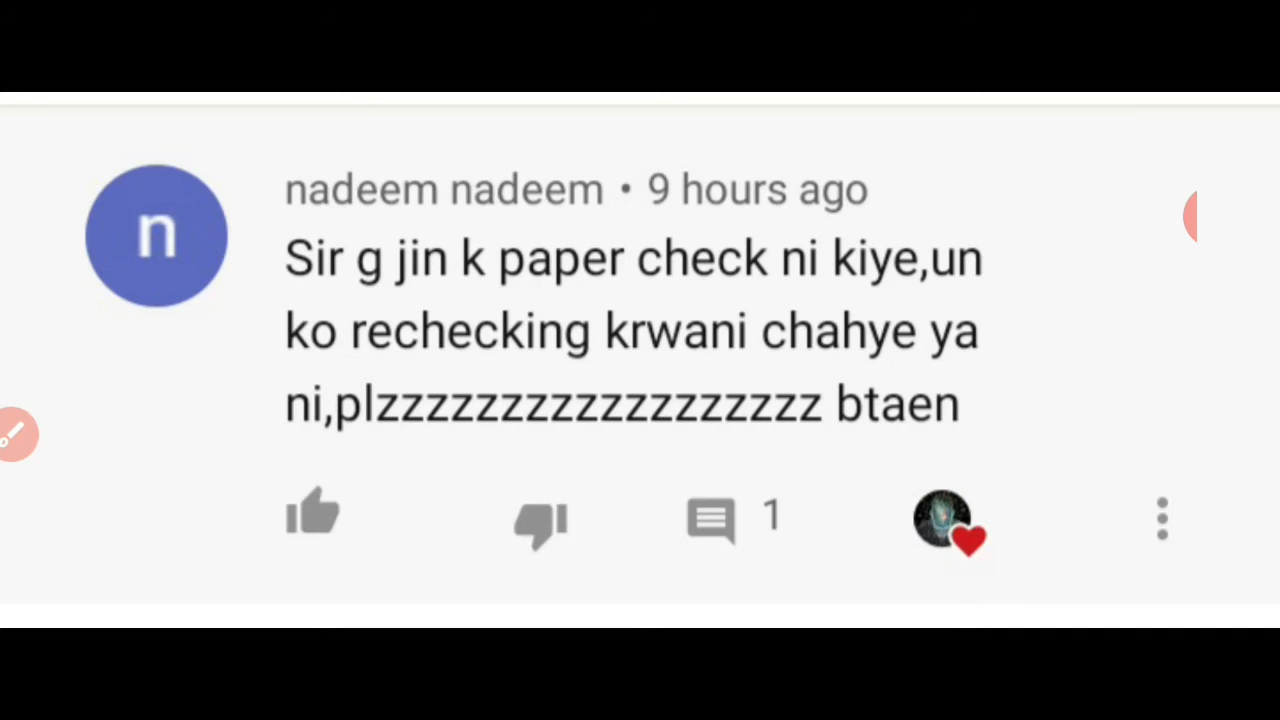 n
nadeem nadeem • 9 hours ago
Sir g jin k paper check ni kiye,un
ko rechecking krwani chahye ya
ni,plzzzzzzzzzzzzzzzzzz btaen
1